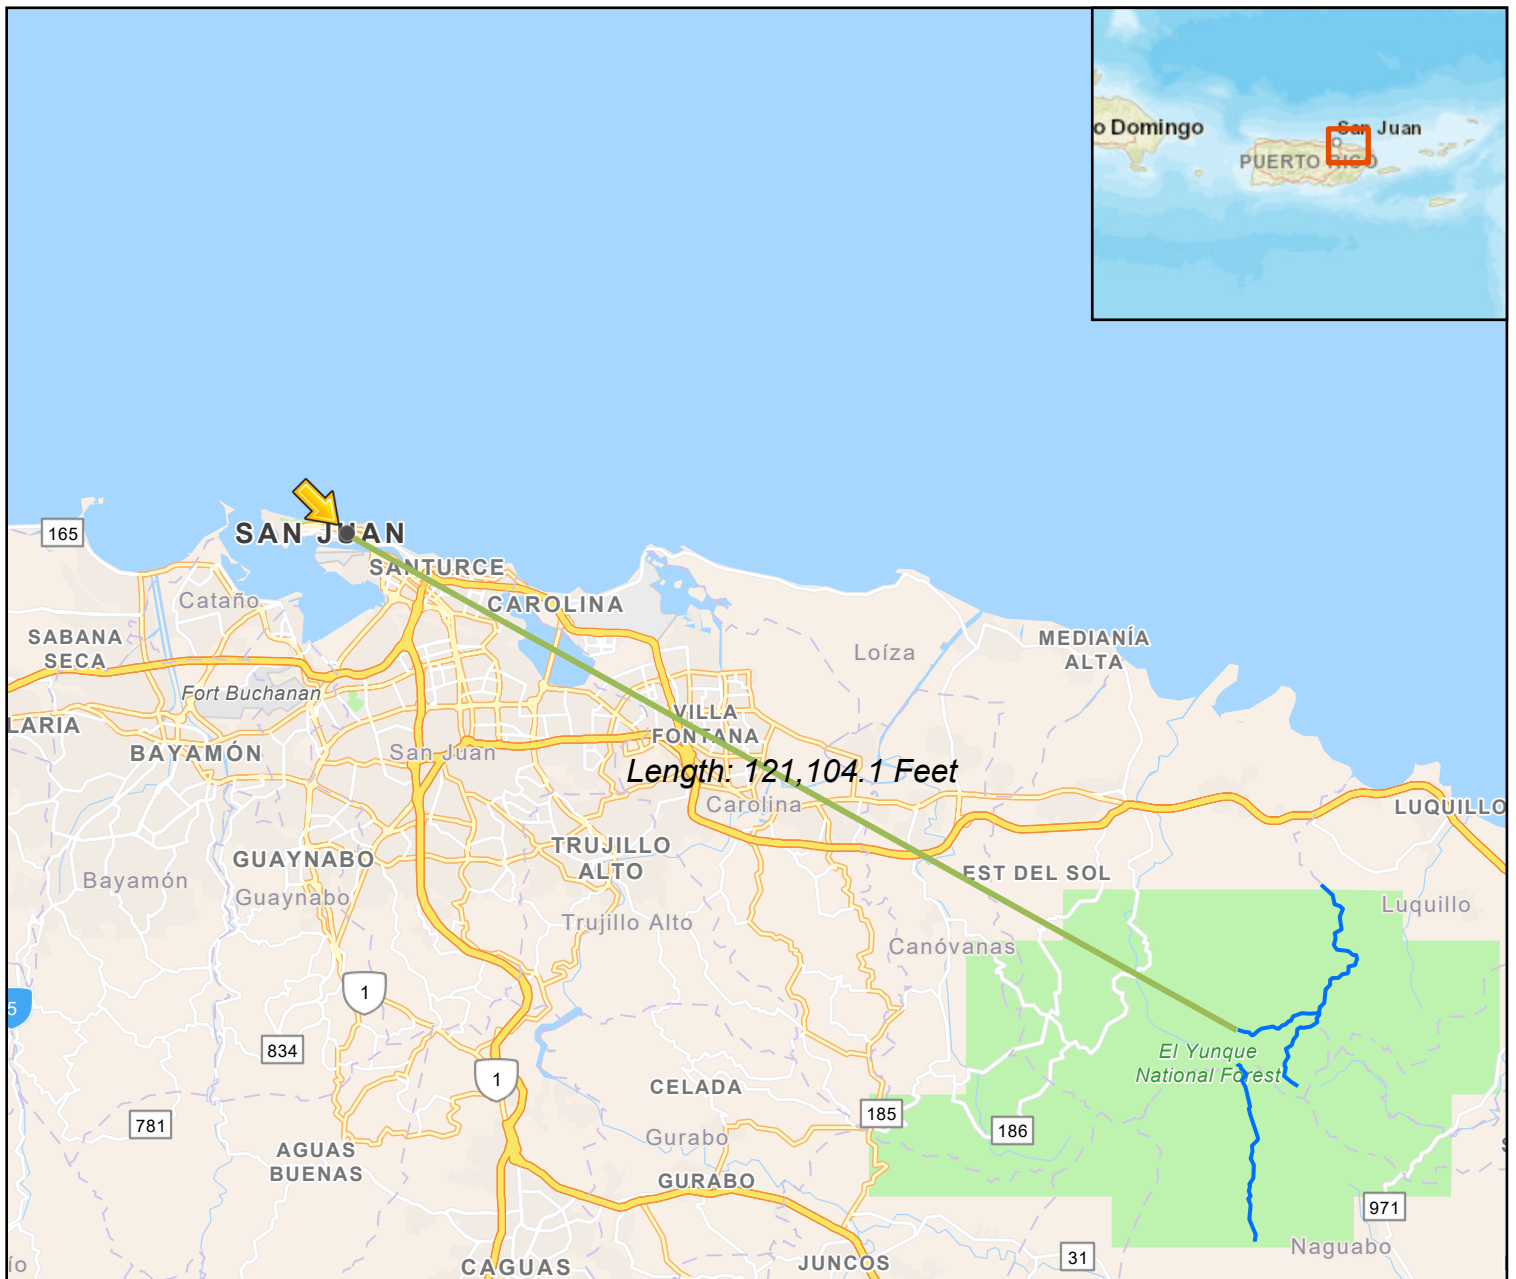 o Domingo
San Juan
PUERTO RICO
165
SAN JUAN
SANTURCE
Cataño
CAROLINA
SABANA
SECA
MEDIANÍA
ALTA
Loíza
Fort Buchanan
LARIA
VILLA
FONTANA
BAYAMÓN
San Juan
Length: 121,104.1 Feet
Carolina
LUQUILLO
TRUJILLO
ALTO
GUAYNABO
EST DEL SOL
Bayamón
Guaynabo
Luquillo
Trujillo Alto
Canóvanas
1
5
834
El Yunque
National Forest
1
CELADA
185
781
186
Gurabo
AGUAS
BUENAS
GURABO
971
Naguabo
31
JUNCOS
CAGUAS
ío